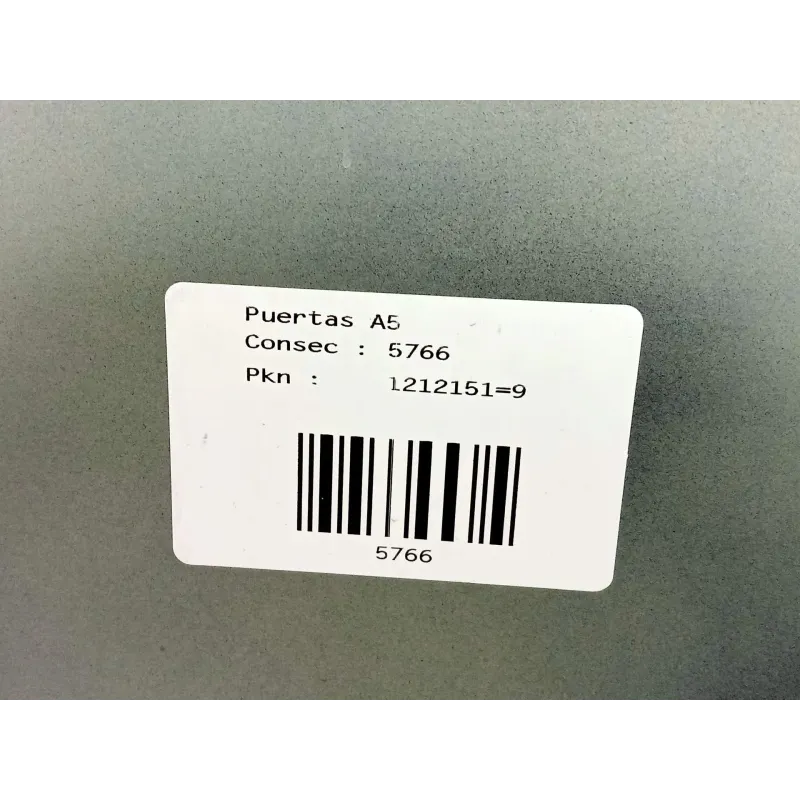 Puertas A5
Consec : 5766
Pkn : 1212151=9
5766